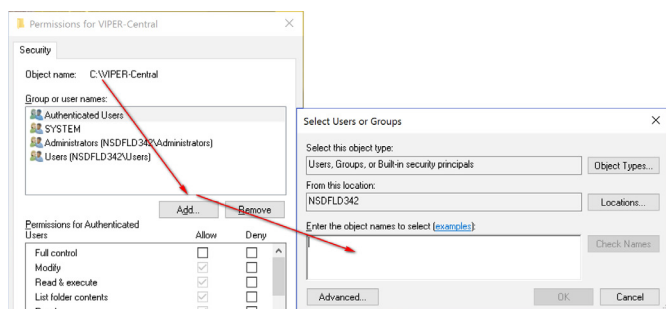 Permissions for VIPER-Central
Security
Object name: C:\VIPER-Central
Group or user names:
Authenticated Users
SYSTEM
Administrators (NSDFLD342\Administrators)
Users (NSDFLD342\Users)
Add... Remove
Permissions for Authenticated
Users Allow Deny
Full control
Modify
Read & execute
List folder contents
Select Users or Groups
Select this object type:
Users, Groups, or Built-in security principals Object Types...
From this location:
NSDFLD342 Locations...
Enter the object names to select (examples):
Check Names
Advanced... OK Cancel